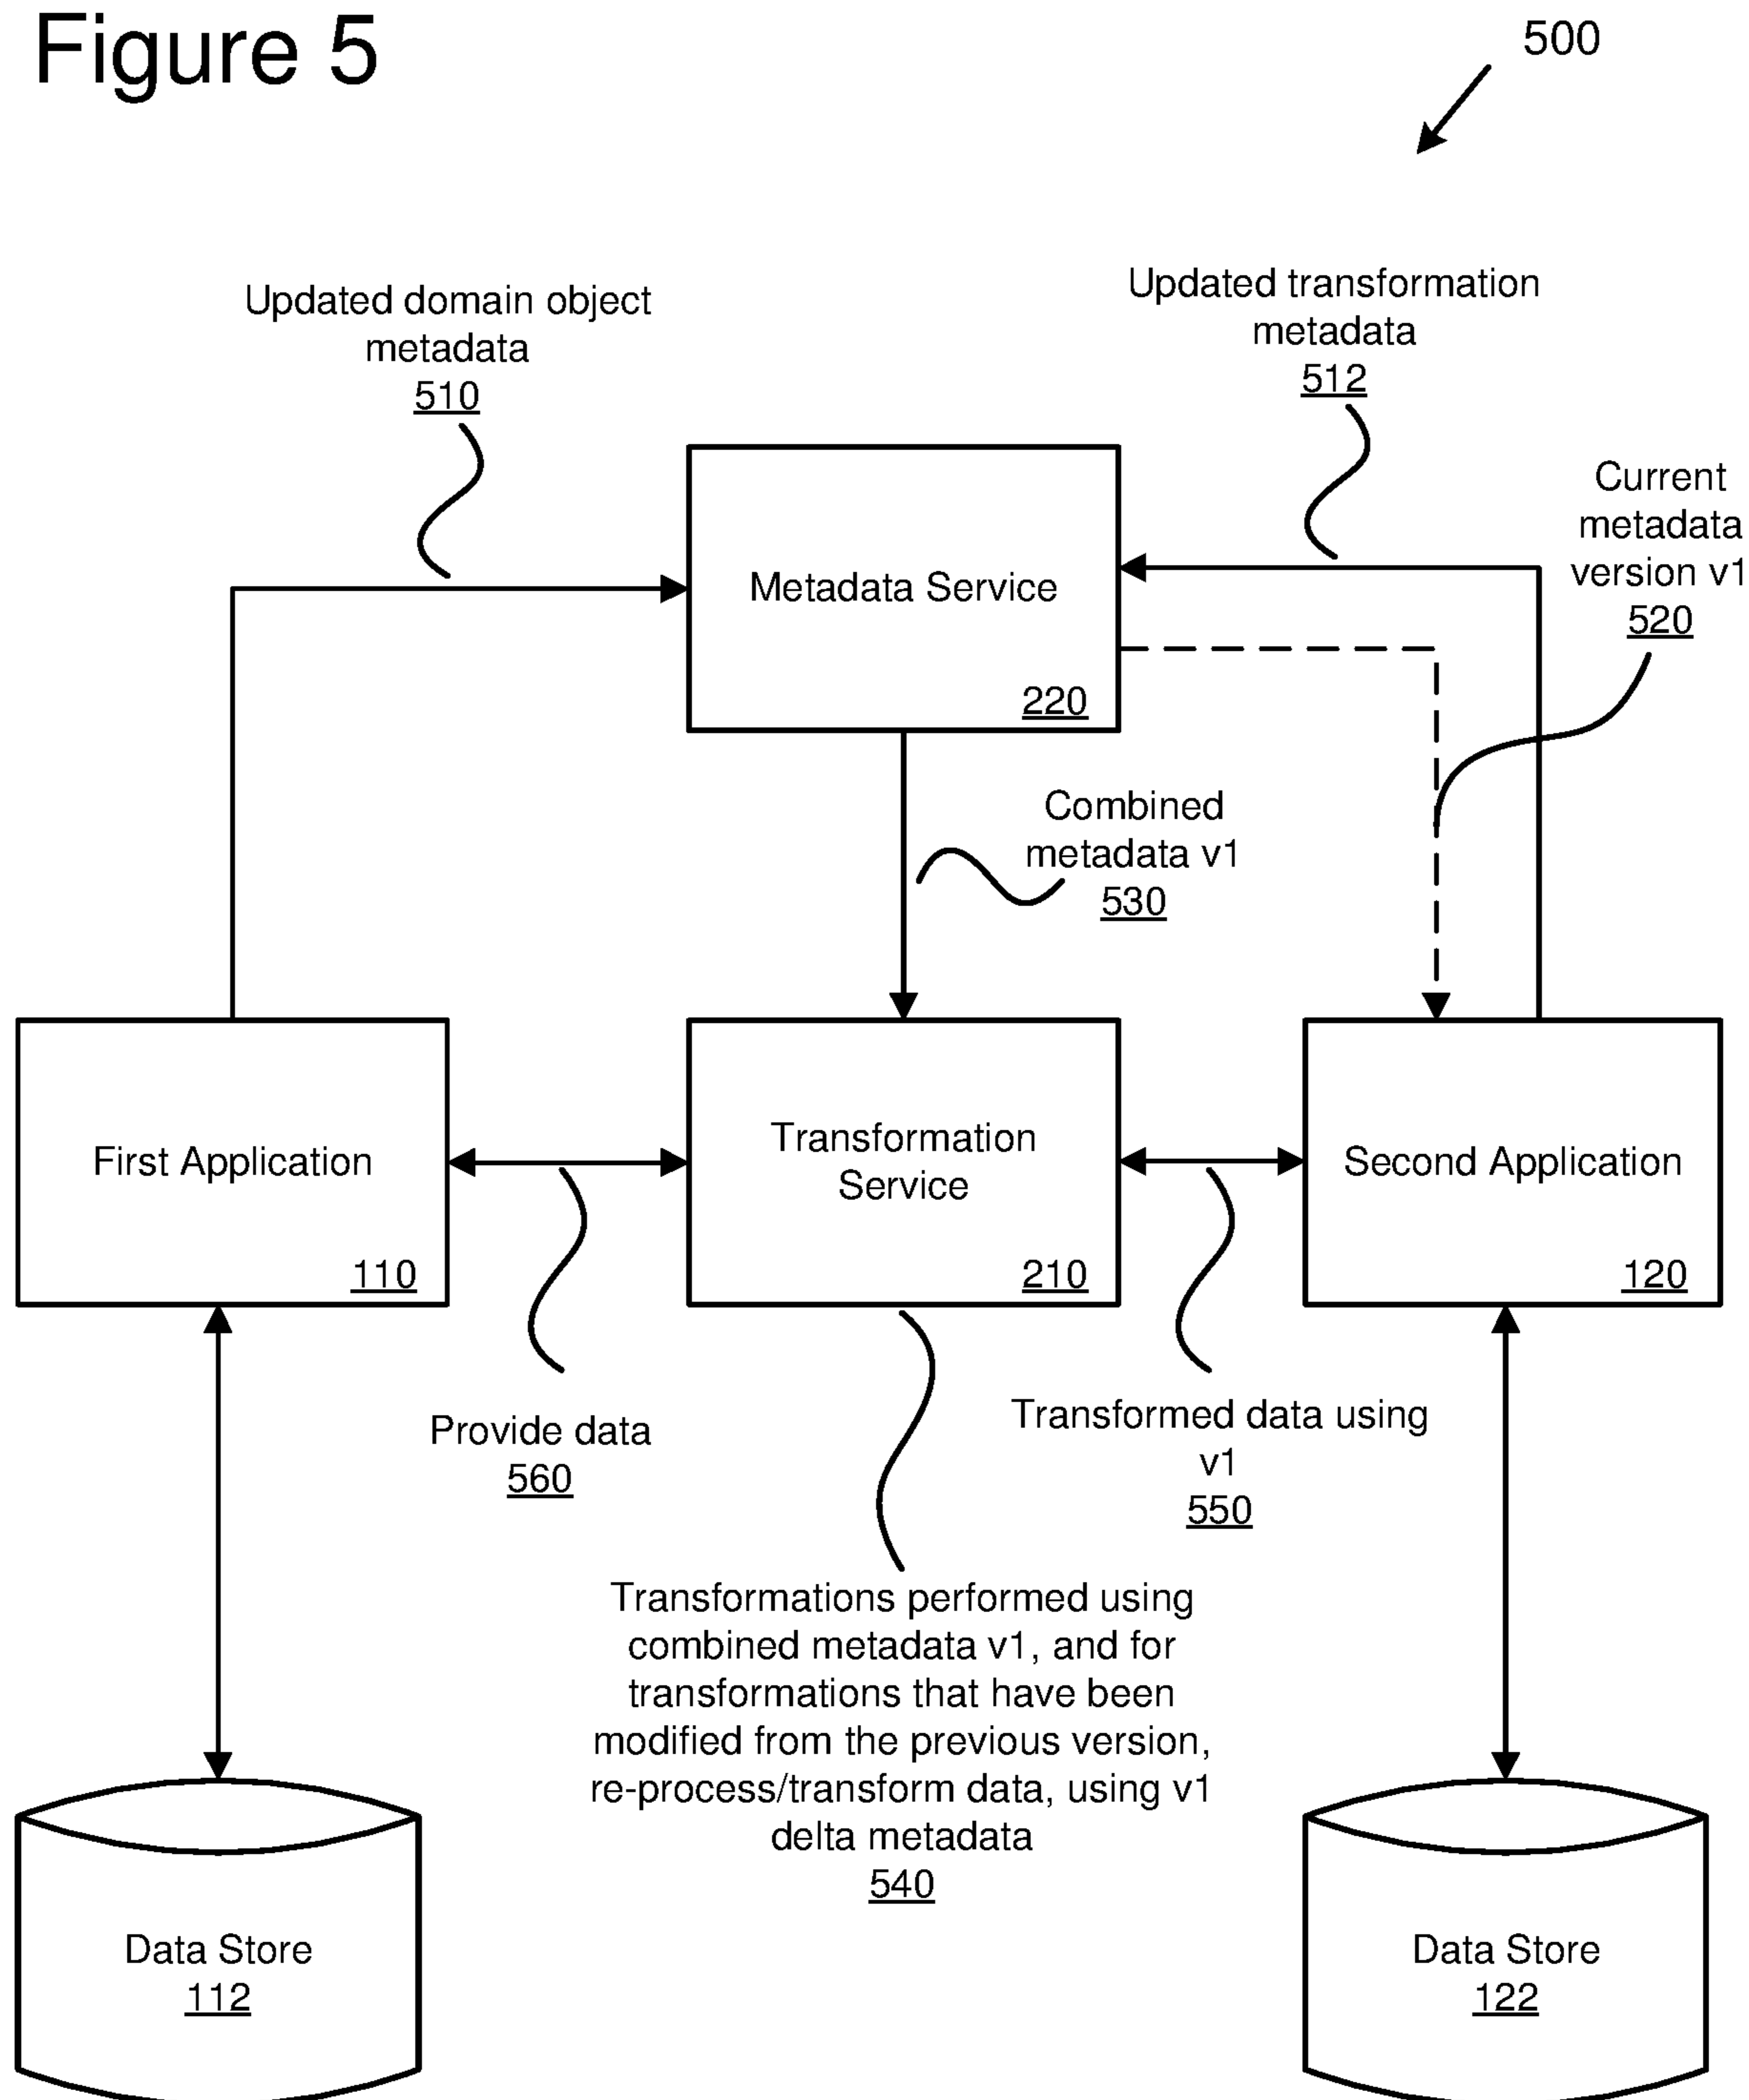 Figure 5
500
Updated domain object
metadata
510
Updated transformation
metadata
512
Current
metadata
version v1
520
Metadata Service
220
Combined
metadata v1
530
First Application
110
Transformation
Service
210
Second Application
120
Provide data
560
Transformed data using
v1
550
Transformations performed using
combined metadata v1, and for
transformations that have been
modified from the previous version,
re-process/transform data, using v1
delta metadata
540
Data Store
112
Data Store
122